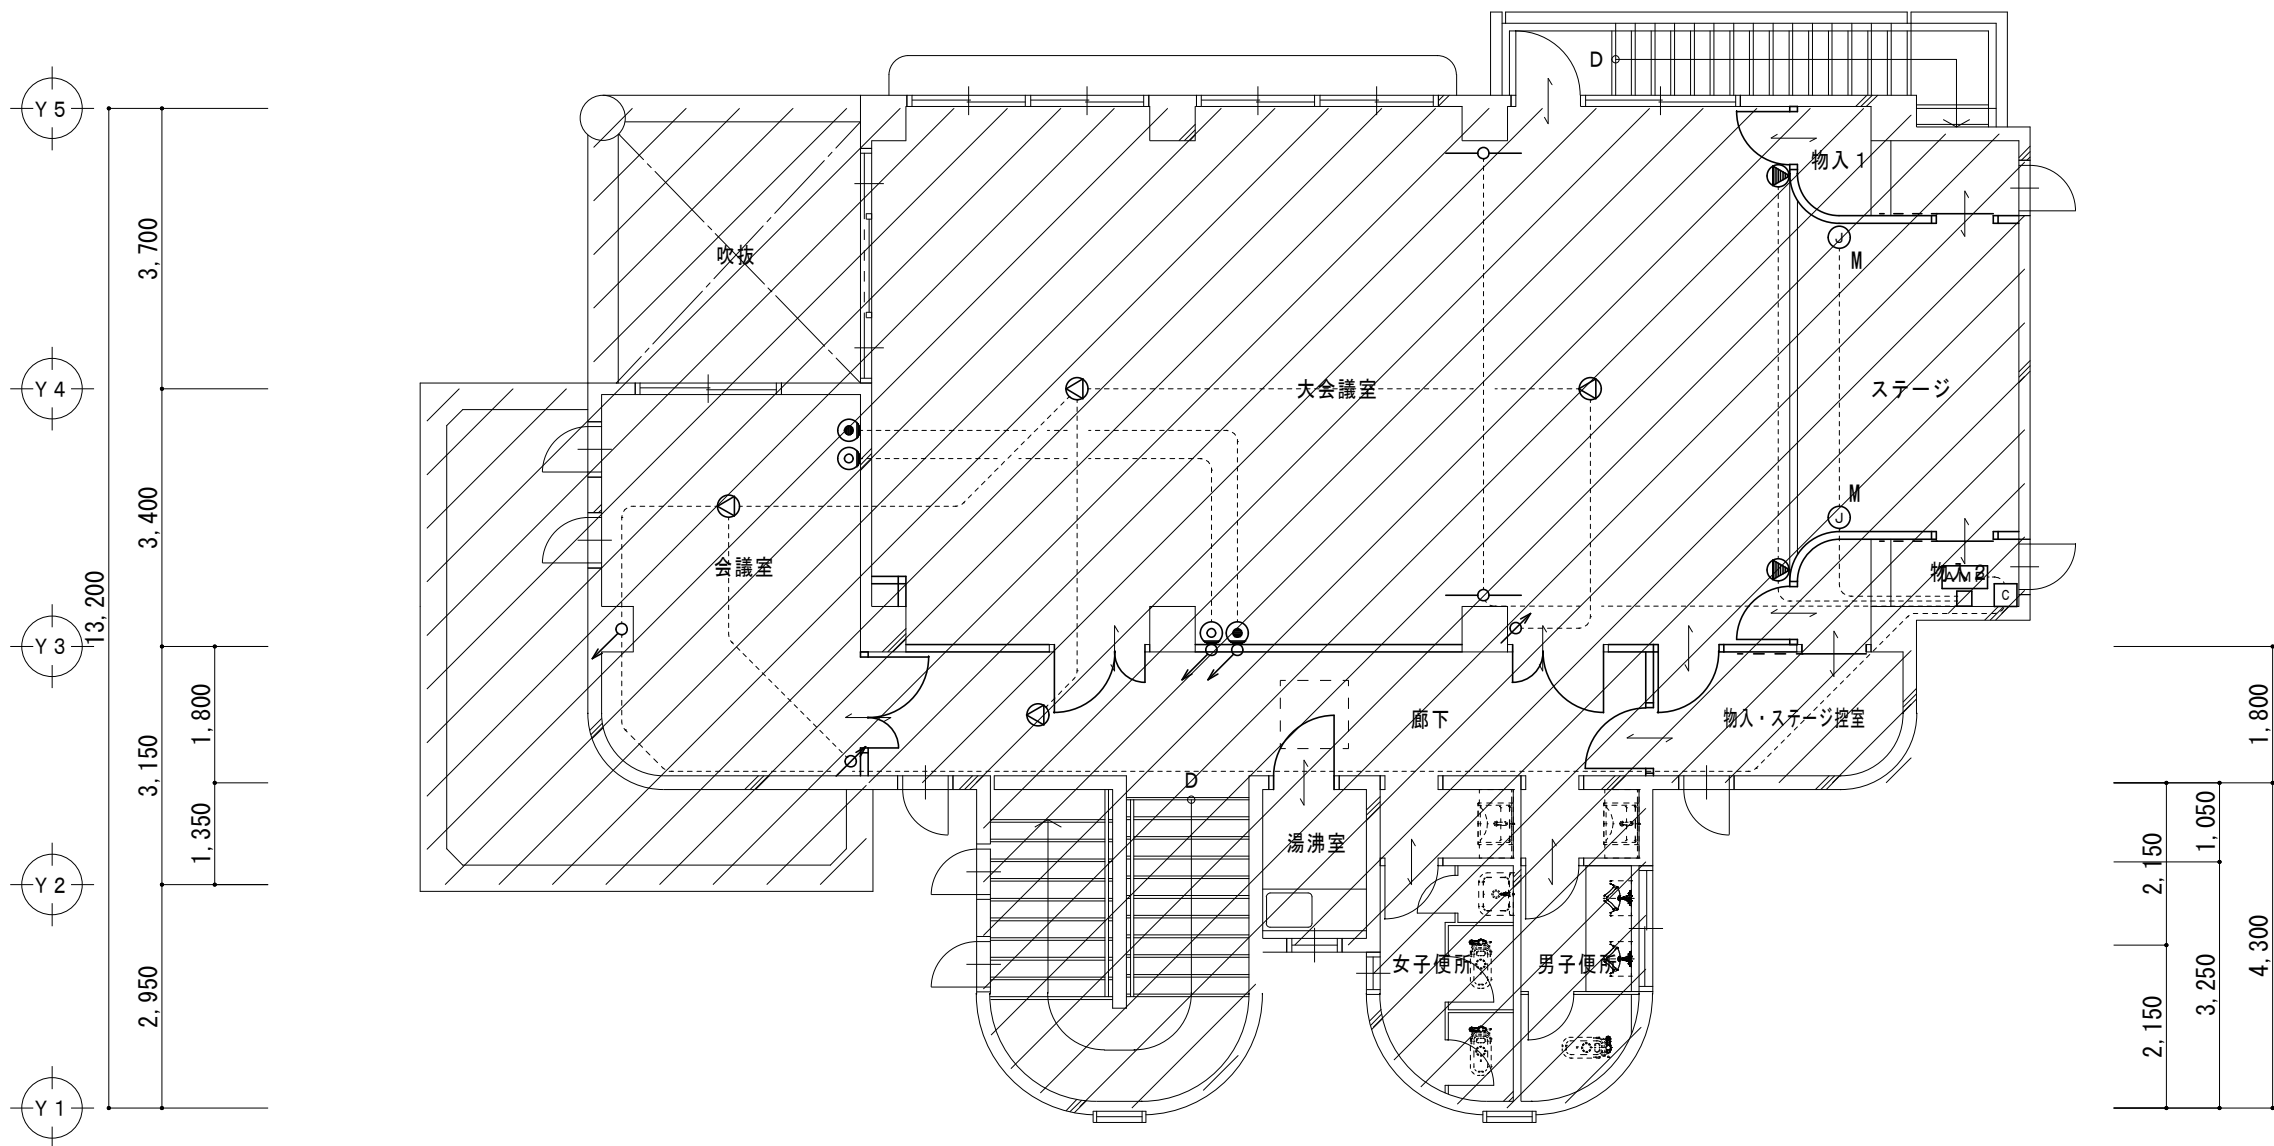 D
Y5
物入1
3,700
吹抜
J
M
Y4
大会議室
ステージ
3,400
M
J
会議室
物入2
AMP
C
13,200
Y3
1,800
3,150
廊下
物入・ステージ控室
1,800
D
1,350
湯沸室
1,050
2,150
Y2
女子便所
男子便所
4,300
2,950
3,250
2,150
Y1